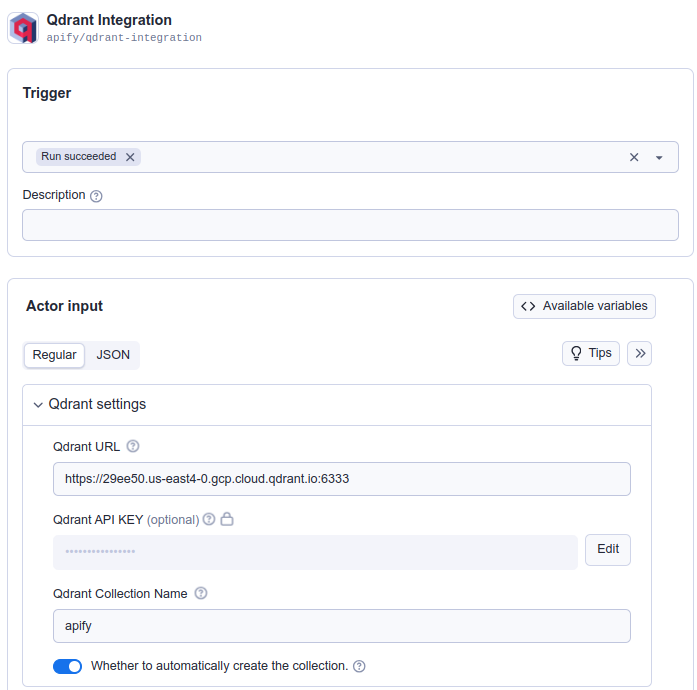 Qdrant Integration
apify/qdrant-integration
Trigger
Run succeeded
Description
Actor input
Available variables
Regular JSON
Tips
Qdrant settings
Qdrant URL
https://29ee50.us-east4-0.gcp.cloud.qdrant.io:6333
Qdrant API KEY (optional)
Edit
Qdrant Collection Name
apify
Whether to automatically create the collection.